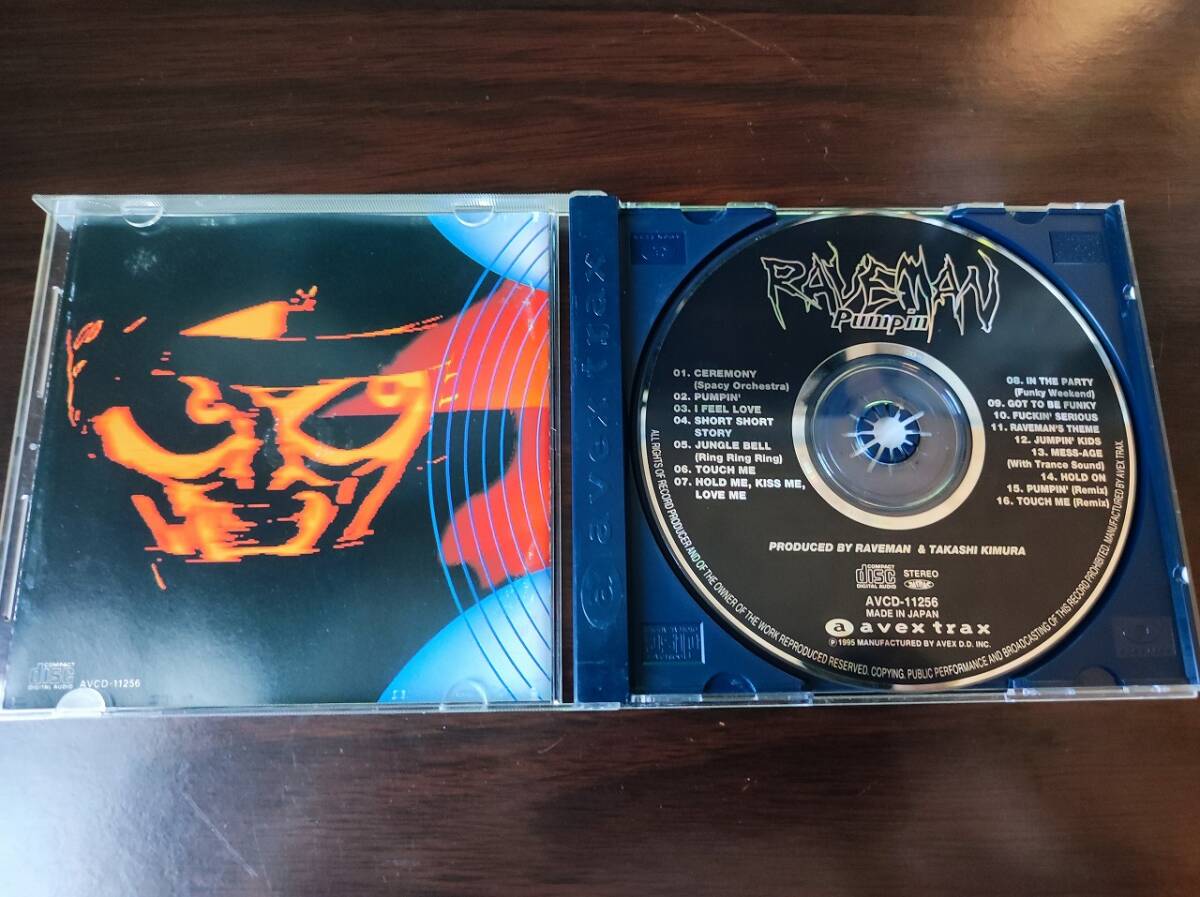 COMPACT
disc
DIGITAL AUDIO
AVCD-11256
avex trax
RAVEMAN
Pumpin'
01. CEREMONY
(Spacy Orchestra)
02. PUMPIN'
03. I FEEL LOVE
04. SHORT SHORT
STORY
05. JUNGLE BELL
(Ring Ring Ring)
06. TOUCH ME
07. HOLD ME, KISS ME,
LOVE ME
08. IN THE PARTY
(Funky Weekend)
09. GOT TO BE FUNKY
10. FUCKIN' SERIOUS
11. RAVEMAN'S THEME
12. JUMPIN' KIDS
13. MESS-AGE
(With Trance Sound)
14. HOLD ON
15. PUMPIN' (Remix)
16. TOUCH ME (Remix)
PRODUCED BY RAVEMAN & TAKASHI KIMURA
COMPACT
disc
DIGITAL AUDIO
STEREO
AVCD-11256
MADE IN JAPAN
a avex trax
℗ 1995 MANUFACTURED BY AVEX D.D. INC.
ALL RIGHTS OF RECORD PRODUCER AND OF THE OWNER OF THE WORK REPRODUCED RESERVED. COPYING. PUBLIC PERFORMANCE AND BROADCASTING OF THIS RECORD PROHIBITED. MANUFACTURED BY AVEX TRAX.